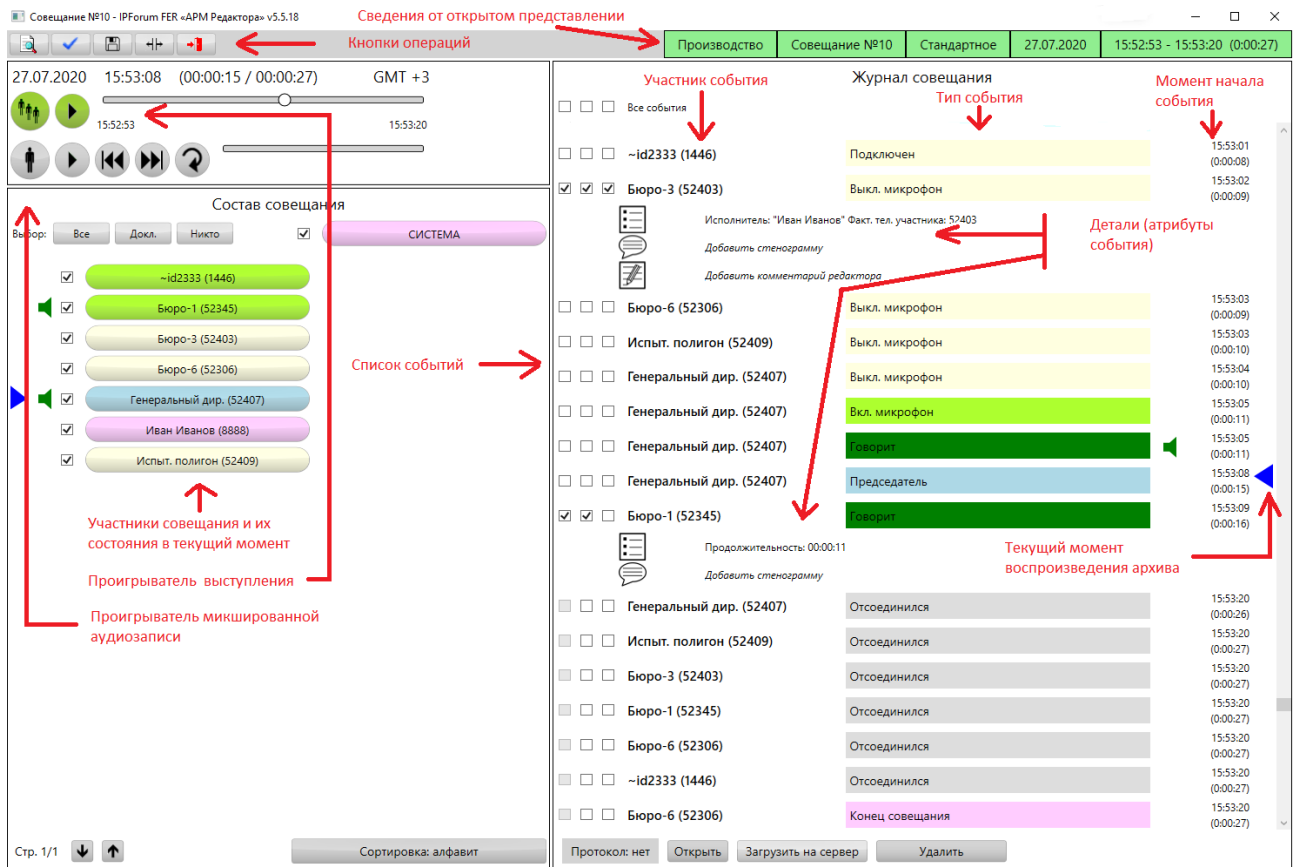 Совещание №10 - IPForum FER «АРМ Редактора» v5.5.18
Сведения от открытом представлении
Кнопки операций
Производство Совещание №10 Стандартное 27.07.2020 15:52:53 - 15:53:20 (0:00:27)
27.07.2020 15:53:08 (00:00:15 / 00:00:27) GMT +3
15:52:53 15:53:20
Состав совещания
Выбор: Все Докл. Никто СИСТЕМА
~id2333 (1446)
Бюро-1 (52345)
Бюро-3 (52403)
Бюро-6 (52306)
Генеральный дир. (52407)
Иван Иванов (8888)
Испыт. полигон (52409)
Участники совещания и их
состояния в текущий момент
Проигрыватель выступления
Проигрыватель микшированной
аудиозаписи
Список событий
Стр. 1/1 Сортировка: алфавит
Журнал совещания
Участник события
Тип события
Момент начала
события
Все события
~id2333 (1446) Подключен 15:53:01
(0:00:08)
Бюро-3 (52403) Выкл. микрофон 15:53:02
(0:00:09)
Исполнитель: "Иван Иванов" Факт. тел. участника: 52403
Добавить стенограмму
Добавить комментарий редактора
Детали (атрибуты
события)
Бюро-6 (52306) Выкл. микрофон 15:53:03
(0:00:09)
Испыт. полигон (52409) Выкл. микрофон 15:53:03
(0:00:10)
Генеральный дир. (52407) Выкл. микрофон 15:53:04
(0:00:10)
Генеральный дир. (52407) Вкл. микрофон 15:53:05
(0:00:11)
Генеральный дир. (52407) Говорит 15:53:05
(0:00:11)
Генеральный дир. (52407) Председатель 15:53:08
(0:00:15)
Бюро-1 (52345) Говорит 15:53:09
(0:00:16)
Продолжительность: 00:00:11
Добавить стенограмму
Текущий момент
воспроизведения архива
Генеральный дир. (52407) Отсоединился 15:53:20
(0:00:26)
Испыт. полигон (52409) Отсоединился 15:53:20
(0:00:27)
Бюро-3 (52403) Отсоединился 15:53:20
(0:00:27)
Бюро-1 (52345) Отсоединился 15:53:20
(0:00:27)
Бюро-6 (52306) Отсоединился 15:53:20
(0:00:27)
~id2333 (1446) Отсоединился 15:53:20
(0:00:27)
Бюро-6 (52306) Конец совещания 15:53:20
(0:00:27)
Протокол: нет Открыть Загрузить на сервер Удалить